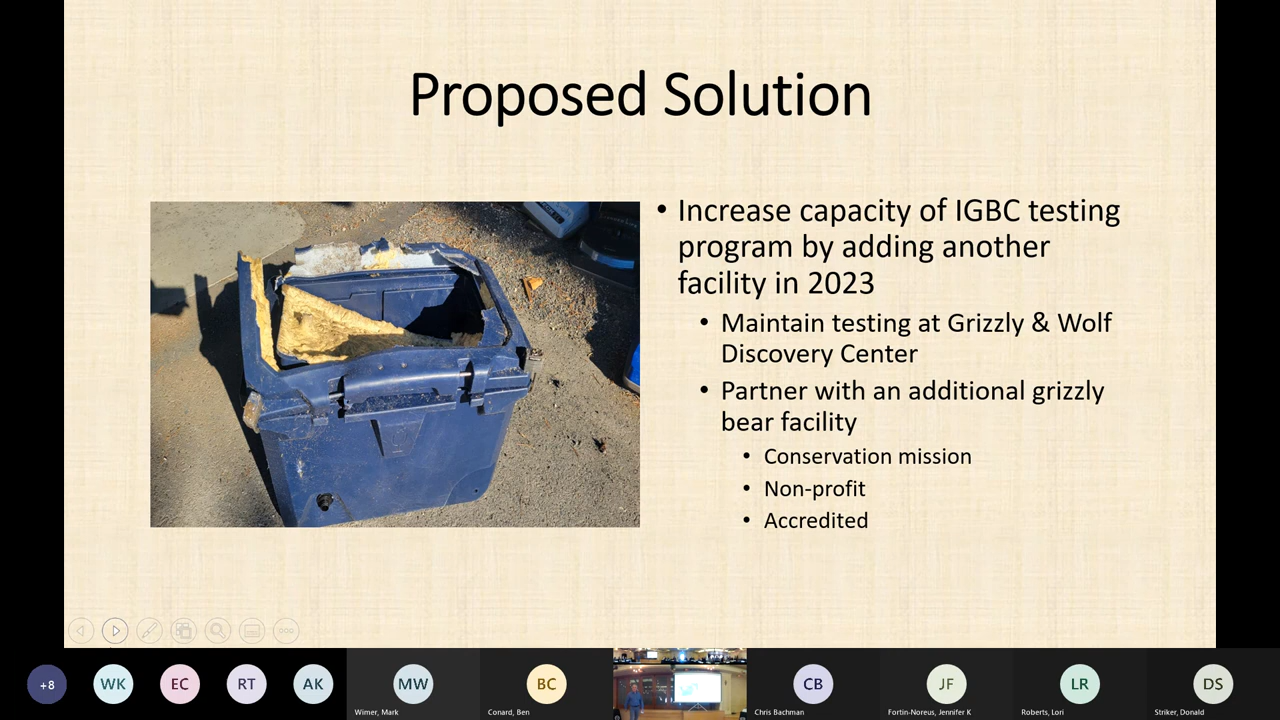 Proposed Solution
• Increase capacity of IGBC testing
program by adding another
facility in 2023
• Maintain testing at Grizzly & Wolf
Discovery Center
• Partner with an additional grizzly
bear facility
• Conservation mission
• Non-profit
• Accredited
+8
WK
EC
RT
AK
MW
BC
CB
JF
LR
DS
Wimer, Mark
Conard, Ben
Chris Bachman
Fortin-Noreus, Jennifer K
Roberts, Lori
Striker, Donald